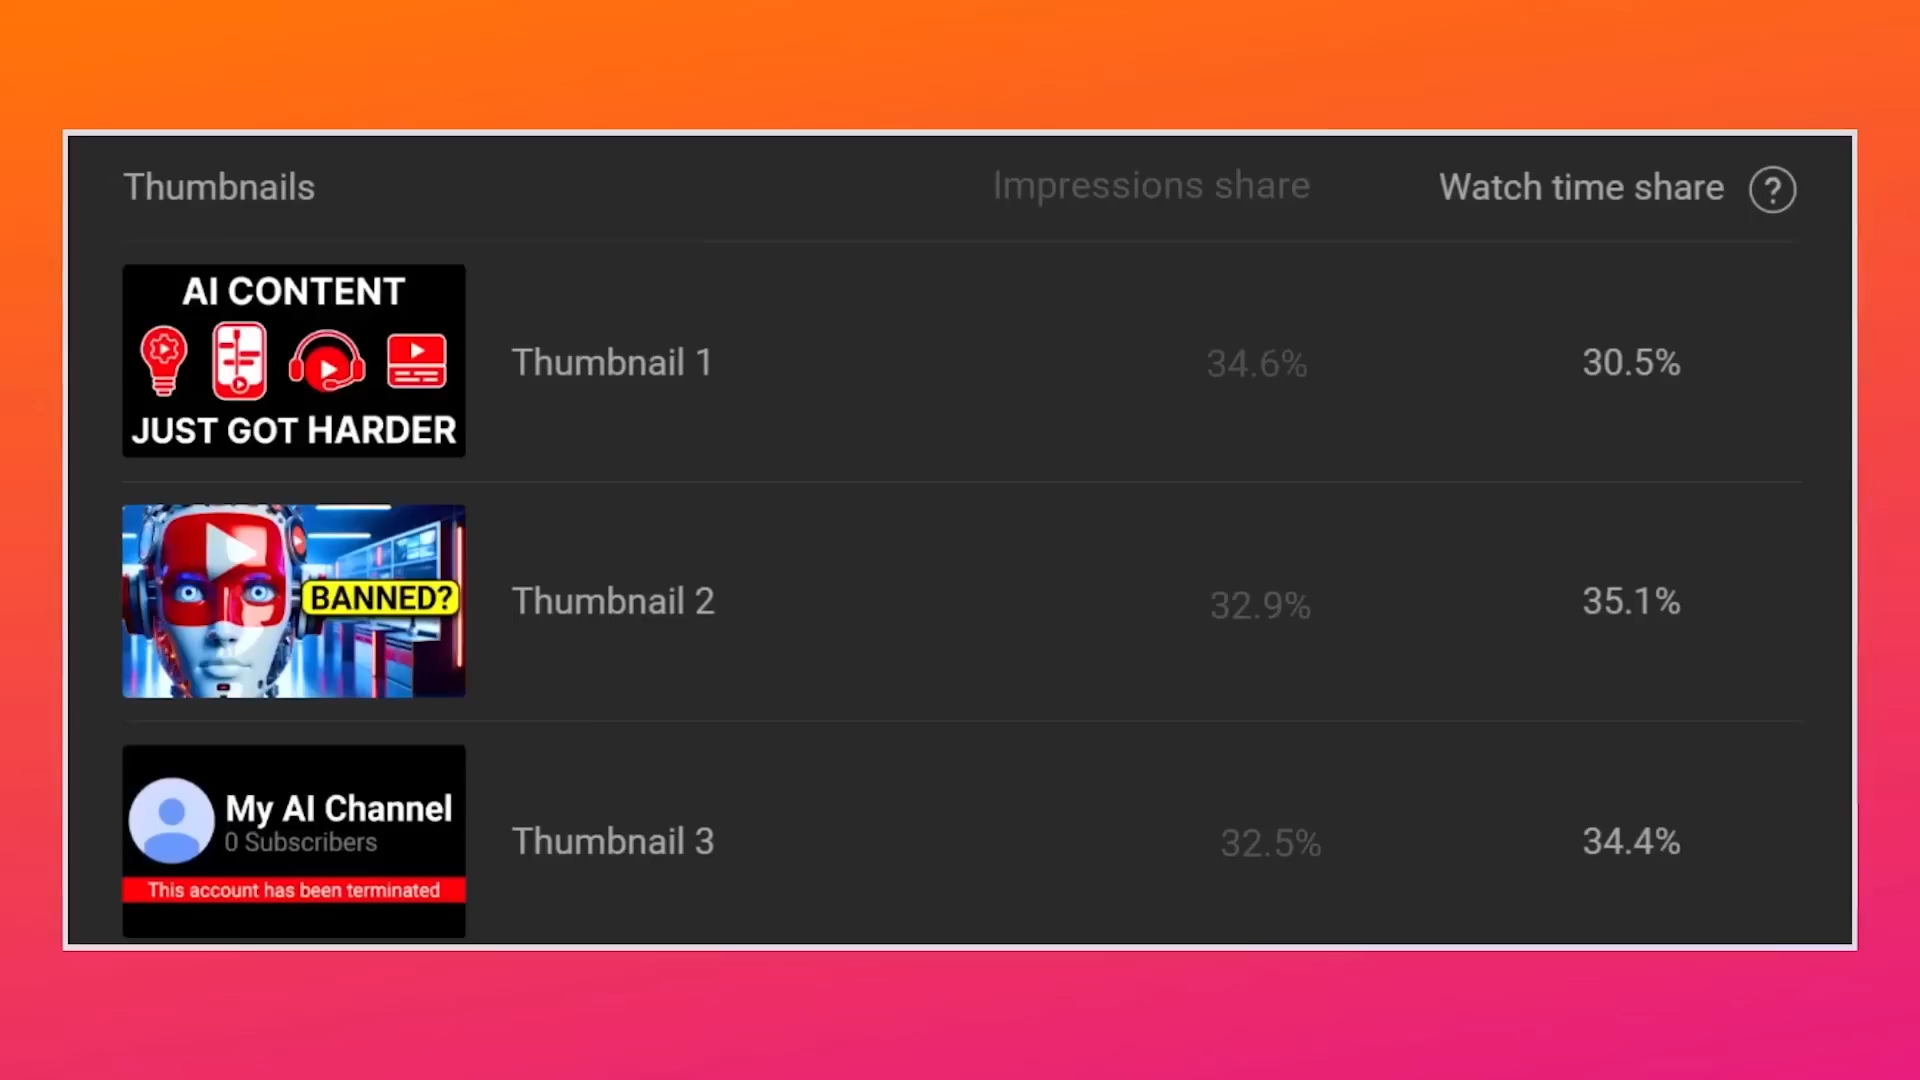 Thumbnails Impressions share Watch time share ?
AI CONTENT
JUST GOT HARDER
Thumbnail 1 34.6% 30.5%
BANNED?
Thumbnail 2 32.9% 35.1%
My AI Channel
0 Subscribers
This account has been terminated
Thumbnail 3 32.5% 34.4%